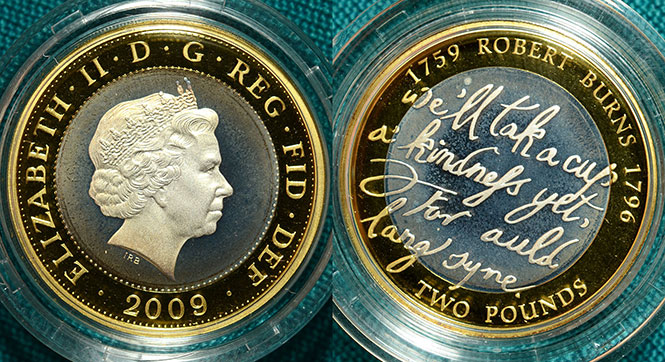 ELIZABETH · II · D · G · REG · FID · DEF
· 2009 ·
IRB
1759 ROBERT BURNS 1796
We'll tak a cup
a' kindness yet,
For auld
lang syne.
TWO POUNDS